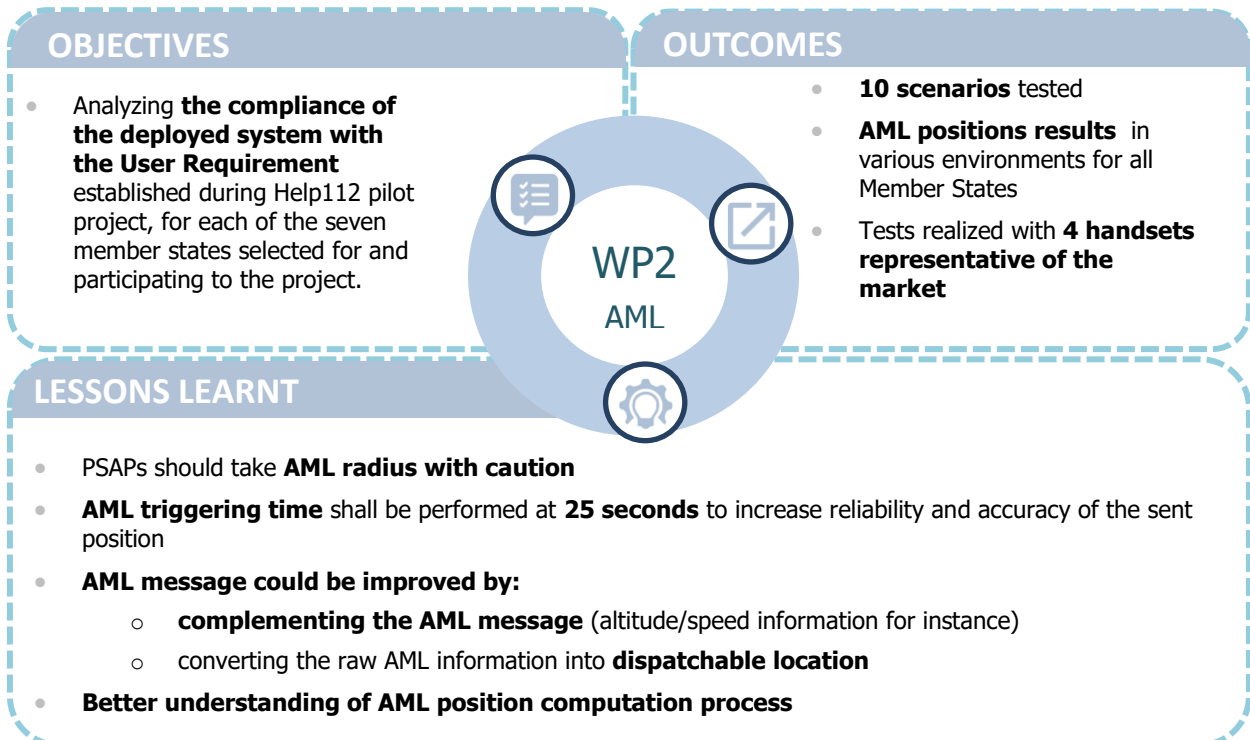 OBJECTIVES
Analyzing the compliance of
the deployed system with
the User Requirement
established during Help112 pilot
project, for each of the seven
member states selected for and
participating to the project.
OUTCOMES
10 scenarios tested
AML positions results in
various environments for all
Member States
Tests realized with 4 handsets
representative of the
market
WP2
AML
LESSONS LEARNT
PSAPs should take AML radius with caution
AML triggering time shall be performed at 25 seconds to increase reliability and accuracy of the sent
position
AML message could be improved by:
complementing the AML message (altitude/speed information for instance)
converting the raw AML information into dispatchable location
Better understanding of AML position computation process